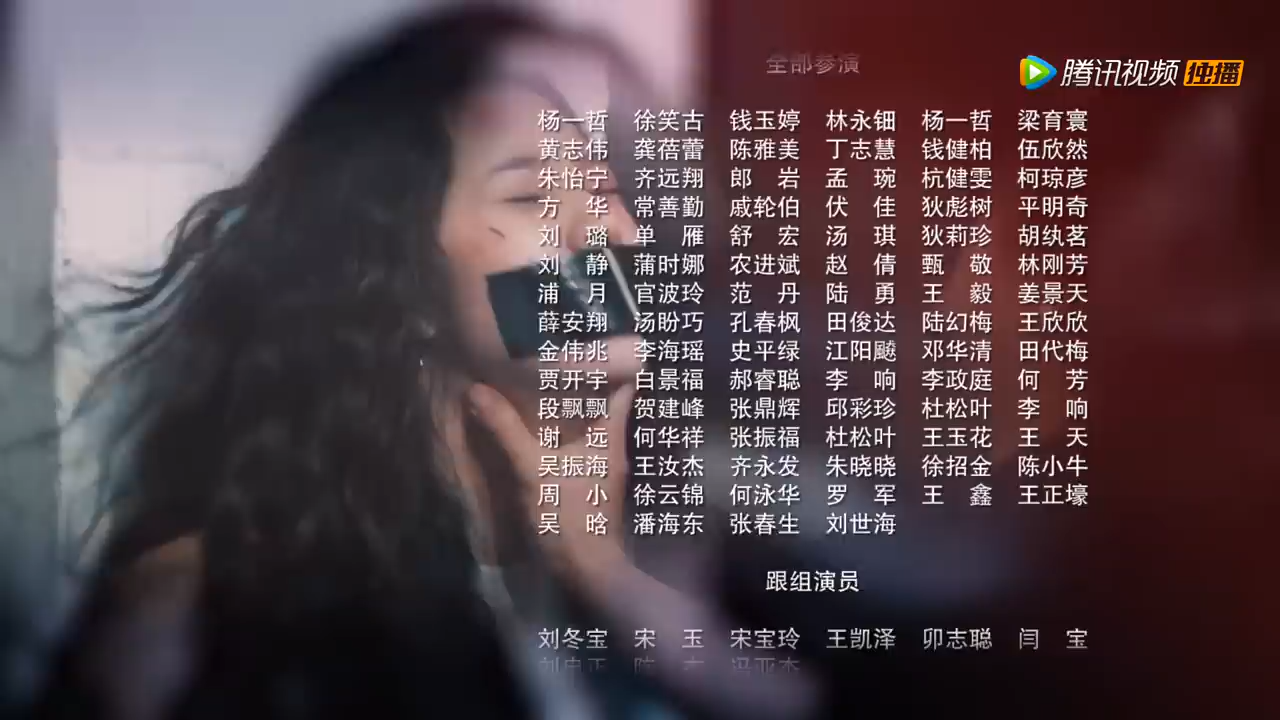 全部参演
腾讯视频 独播
杨一哲 徐笑古 钱玉婷 林永钿 杨一哲 梁育寰
黄志伟 龚蓓蕾 陈雅美 丁志慧 钱健柏 伍欣然
朱怡宁 齐远翔 郎 岩 孟 琬 杭健雯 柯琼彦
方 华 常善勤 戚轮伯 伏 佳 狄彪树 平明奇
刘 璐 单 雁 舒 宏 汤 琪 狄莉珍 胡纨茗
刘 静 蒲时娜 农进斌 赵 倩 甄 敬 林刚芳
浦 月 官波玲 范 丹 陆 勇 王 毅 姜景天
薛安翔 汤盼巧 孔春枫 田俊达 陆幻梅 王欣欣
金伟兆 李海瑶 史平绿 江阳飚 邓华清 田代梅
贾开宇 白景福 郝睿聪 李 响 李政庭 何 芳
段飘飘 贺建峰 张鼎辉 邱彩珍 杜松叶 李 响
谢 远 何华祥 张振福 杜松叶 王玉花 王 天
吴振海 王汝杰 齐永发 朱晓晓 徐招金 陈小牛
周 小 徐云锦 何泳华 罗 军 王 鑫 王正壕
吴 晗 潘海东 张春生 刘世海
跟组演员
刘冬宝 宋 玉 宋宝玲 王凯泽 卯志聪 闫 宝